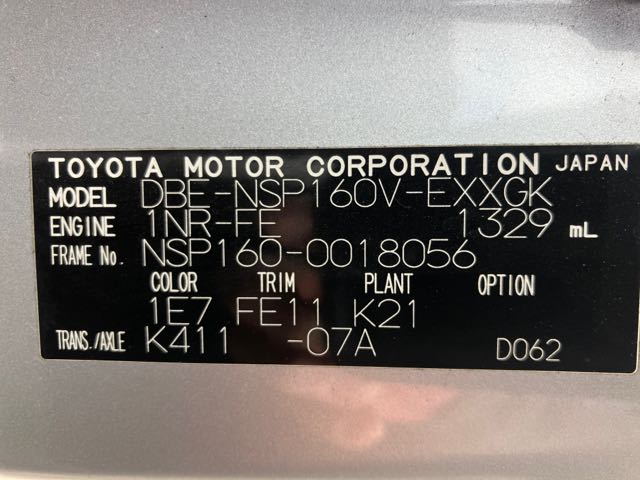 TOYOTA MOTOR CORPORATION JAPAN
MODEL DBE-NSP160V-EXXGK
ENGINE 1NR-FE 1329 mL
FRAME No. NSP160-0018056
COLOR TRIM PLANT OPTION
1E7 FE11 K21
TRANS./AXLE K411 -07A D062